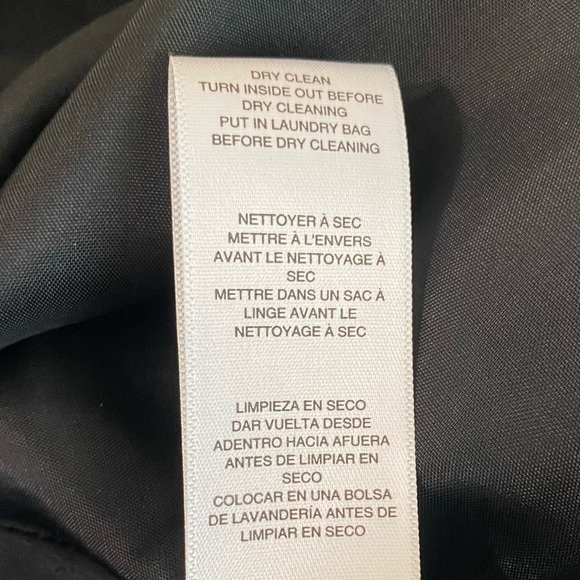 DRY CLEAN
TURN INSIDE OUT BEFORE
DRY CLEANING
PUT IN LAUNDRY BAG
BEFORE DRY CLEANING
NETTOYER À SEC
METTRE À L'ENVERS
AVANT LE NETTOYAGE À
SEC
METTRE DANS UN SAC À
LINGE AVANT LE
NETTOYAGE À SEC
LIMPIEZA EN SECO
DAR VUELTA DESDE
ADENTRO HACIA AFUERA
ANTES DE LIMPIAR EN
SECO
COLOCAR EN UNA BOLSA
DE LAVANDERÍA ANTES DE
LIMPIAR EN SECO